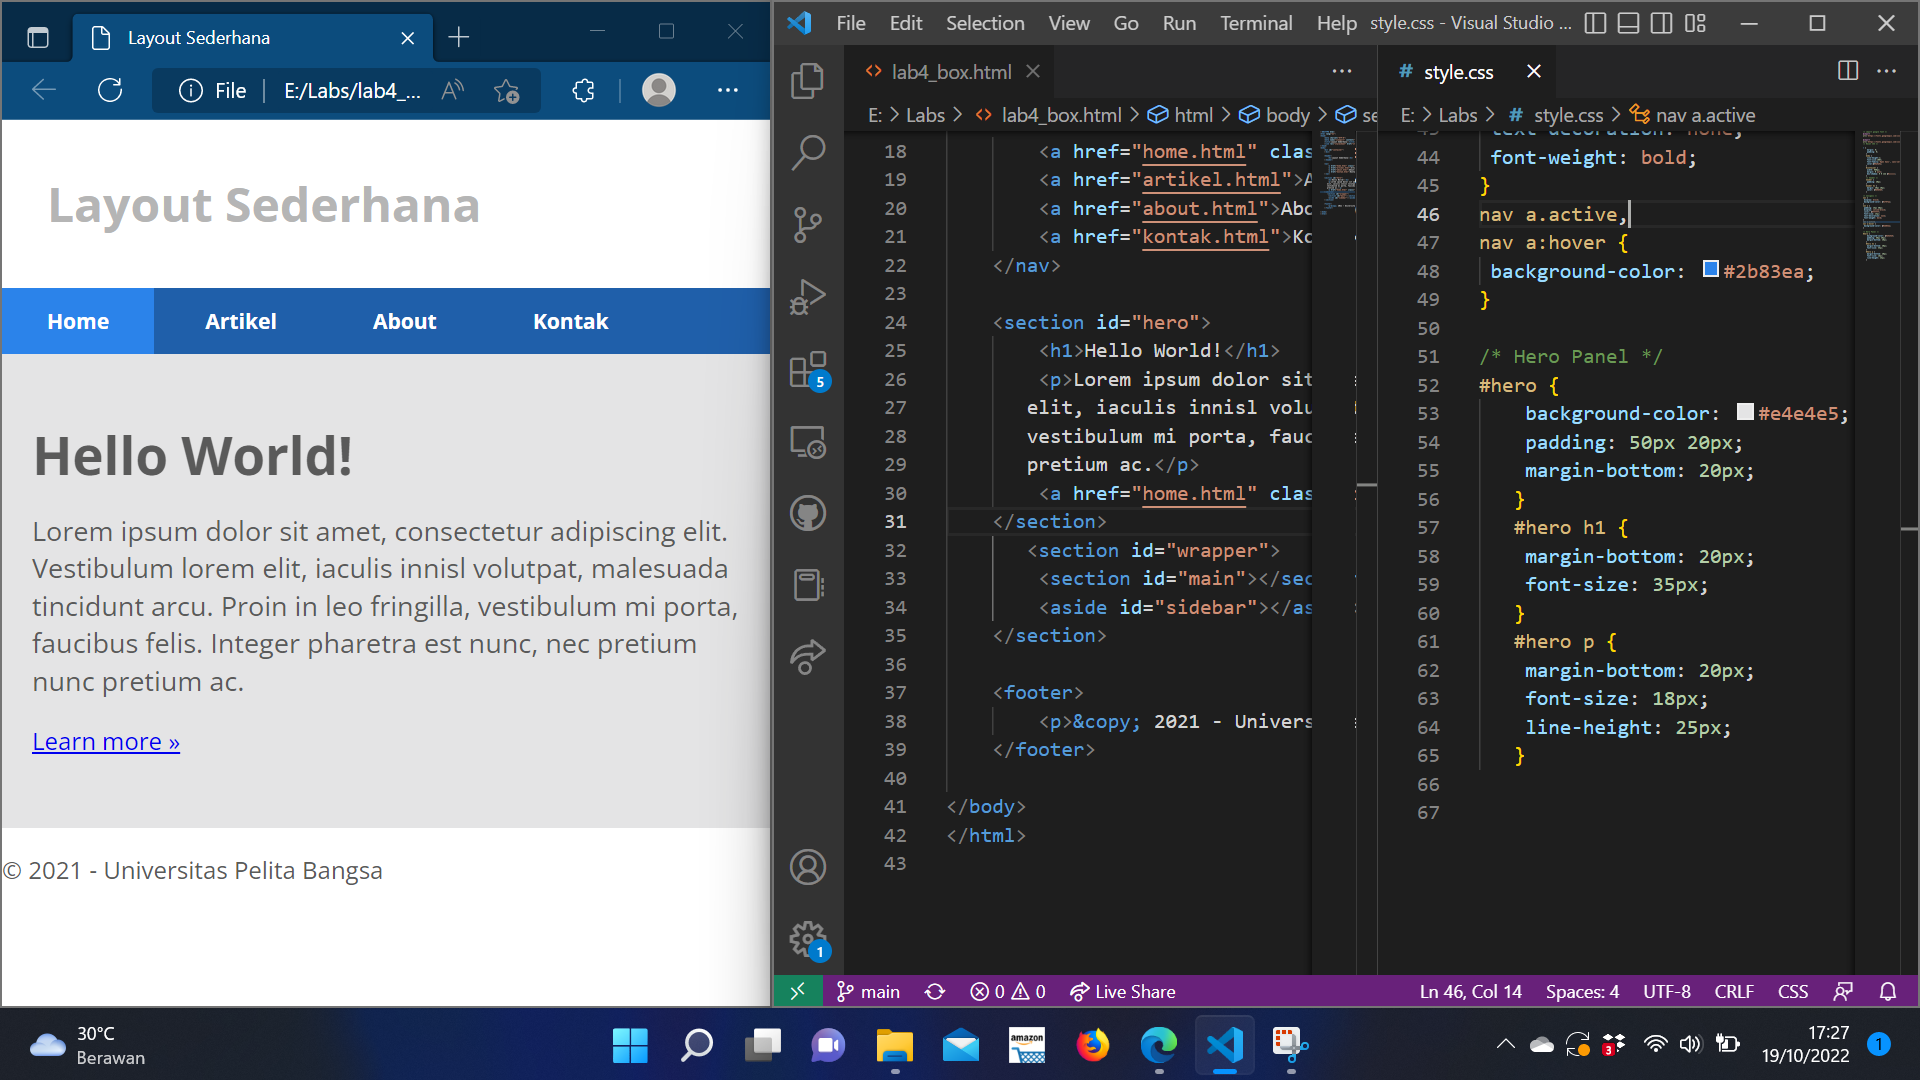 Layout Sederhana
File
E:/Labs/lab4_...
Layout Sederhana
Home
Artikel
About
Kontak
Hello World!
Lorem ipsum dolor sit amet, consectetur adipiscing elit.
Vestibulum lorem elit, iaculis innisl volutpat, malesuada
tincidunt arcu. Proin in leo fringilla, vestibulum mi porta,
faucibus felis. Integer pharetra est nunc, nec pretium
nunc pretium ac.
Learn more »
© 2021 - Universitas Pelita Bangsa
File Edit Selection View Go Run Terminal Help style.css - Visual Studio ...
lab4_box.html
E: > Labs > <> lab4_box.html > html > body > se
18 <a href="home.html" clas
19 <a href="artikel.html">A
20 <a href="about.html">Abo
21 <a href="kontak.html">Ko
22 </nav>
23
24 <section id="hero">
25 <h1>Hello World!</h1>
26 <p>Lorem ipsum dolor sit
27 elit, iaculis innisl volu
28 vestibulum mi porta, fauc
29 pretium ac.</p>
30 <a href="home.html" clas
31 </section>
32 <section id="wrapper">
33 <section id="main"></sec
34 <aside id="sidebar"></as
35 </section>
36
37 <footer>
38 <p>&copy; 2021 - Univers
39 </footer>
40
41 </body>
42 </html>
43
# style.css
E: > Labs > # style.css > nav a.active
text-decoration: none;
44 font-weight: bold;
45 }
46 nav a.active,
47 nav a:hover {
48 background-color: #2b83ea;
49 }
50
51 /* Hero Panel */
52 #hero {
53 background-color: #e4e4e5;
54 padding: 50px 20px;
55 margin-bottom: 20px;
56 }
57 #hero h1 {
58 margin-bottom: 20px;
59 font-size: 35px;
60 }
61 #hero p {
62 margin-bottom: 20px;
63 font-size: 18px;
64 line-height: 25px;
65 }
66
67
5
1
main
0
0
Live Share
Ln 46, Col 14
Spaces: 4
UTF-8
CRLF
CSS
30°C
Berawan
amazon
3
17:27
19/10/2022
1